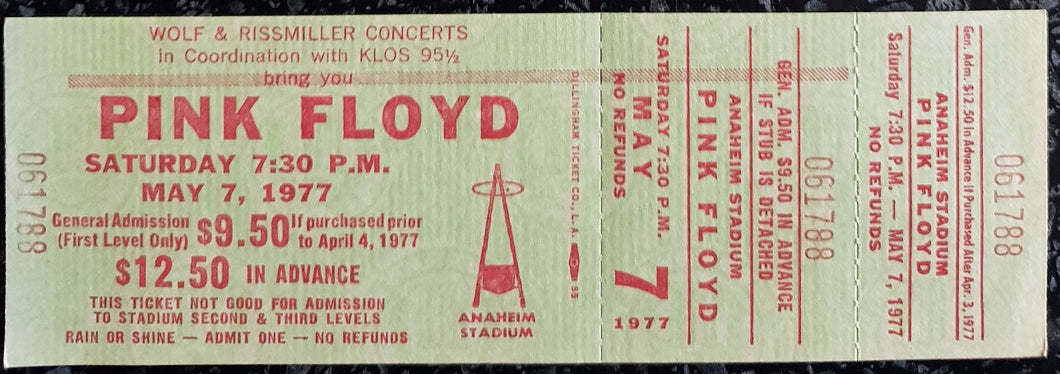 WOLF & RISSMILLER CONCERTS
in Coordination with KLOS 95½
bring you
PINK FLOYD
SATURDAY 7:30 P.M.
MAY 7, 1977
General Admission
(First Level Only)
$9.50
If purchased prior
to April 4, 1977
$12.50 IN ADVANCE
THIS TICKET NOT GOOD FOR ADMISSION
TO STADIUM SECOND & THIRD LEVELS
RAIN OR SHINE – ADMIT ONE – NO REFUNDS
061788
ANAHEIM
STADIUM
DILLINGHAM TICKET CO., L.A. 95
GEN. ADM. $9.50 IN ADVANCE
IF STUB IS DETACHED
ANAHEIM STADIUM
PINK FLOYD
SATURDAY 7:30 P.M.
MAY
7
1977
NO REFUNDS
061788
Gen. Adm. $12.50 In Advance If Purchased After Apr. 3, 1977
ANAHEIM STADIUM
PINK FLOYD
Saturday 7:30 P.M. — MAY 7, 1977
NO REFUNDS
061788